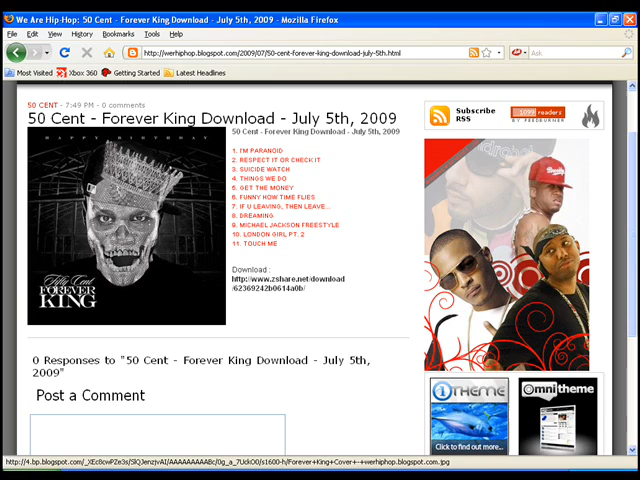 We Are Hip-Hop: 50 Cent - Forever King Download - July 5th, 2009 - Mozilla Firefox
File Edit View History Bookmarks Tools Help
http://werhiphop.blogspot.com/2009/07/50-cent-forever-king-download-july-5th.html
Ask
Most Visited Xbox 360 Getting Started Latest Headlines
50 CENT - 7:49 PM - 0 comments
50 Cent - Forever King Download - July 5th, 2009
HAPPY BIRTHDAY
Fifty Cent
FOREVER
KING
50 Cent - Forever King Download - July 5th, 2009
1. I'M PARANOID
2. RESPECT IT OR CHECK IT
3. SUICIDE WATCH
4. THINGS WE DO
5. GET THE MONEY
6. FUNNY HOW TIME FLIES
7. IF U LEAVING, THEN LEAVE...
8. DREAMING
9. MICHAEL JACKSON FREESTYLE
10. LONDON GIRL PT. 2
11. TOUCH ME
Download :
http://www.zshare.net/download
/62369242b0614a0b/
0 Responses to "50 Cent - Forever King Download - July 5th,
2009"
Post a Comment
Subscribe
RSS
1099 readers
BY FEEDBURNER
iTHEME
Click to find out more...
Omnitheme
Done